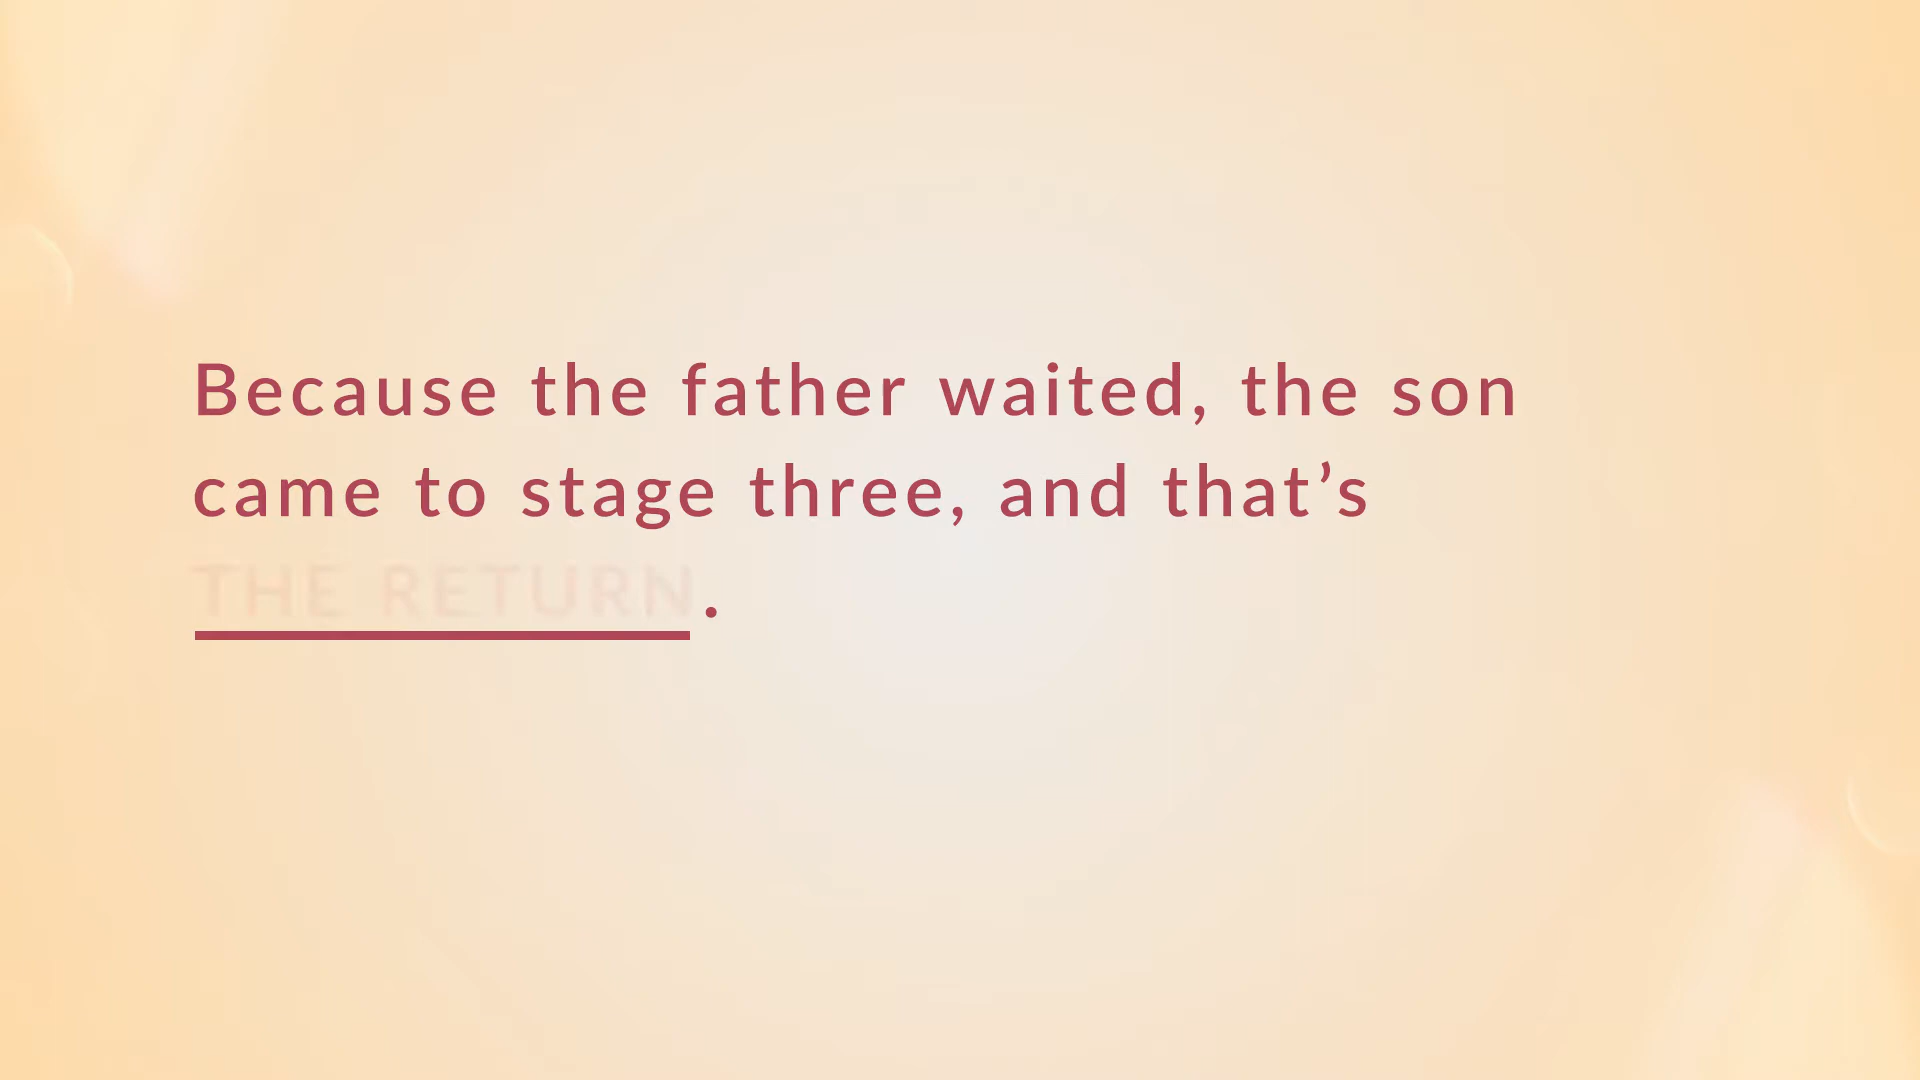 Because the father waited, the son
came to stage three, and that’s
THE RETURN.